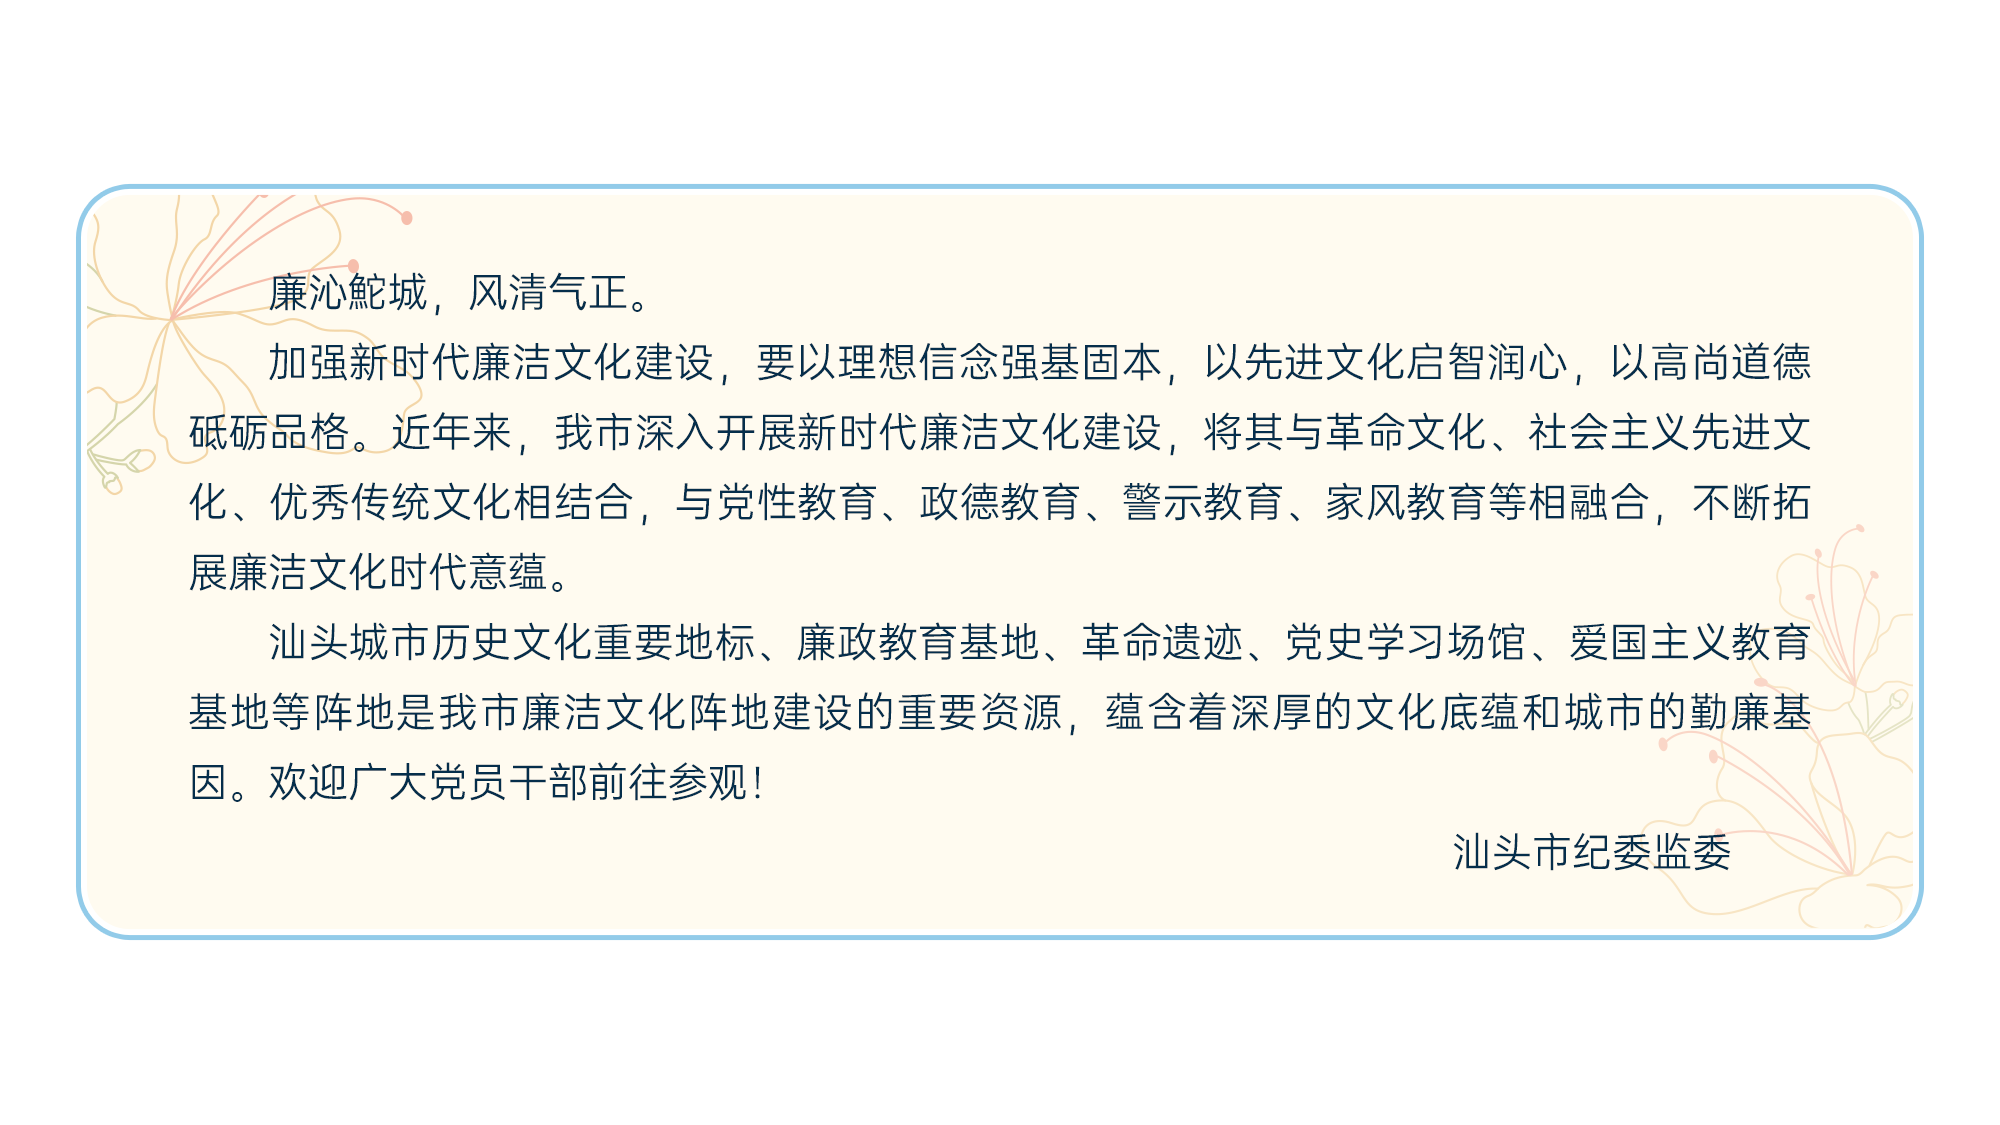 廉沁鮀城，风清气正。
加强新时代廉洁文化建设，要以理想信念强基固本，以先进文化启智润心，以高尚道德
砥砺品格。近年来，我市深入开展新时代廉洁文化建设，将其与革命文化、社会主义先进文
化、优秀传统文化相结合，与党性教育、政德教育、警示教育、家风教育等相融合，不断拓
展廉洁文化时代意蕴。
汕头城市历史文化重要地标、廉政教育基地、革命遗迹、党史学习场馆、爱国主义教育
基地等阵地是我市廉洁文化阵地建设的重要资源，蕴含着深厚的文化底蕴和城市的勤廉基
因。欢迎广大党员干部前往参观！
汕头市纪委监委